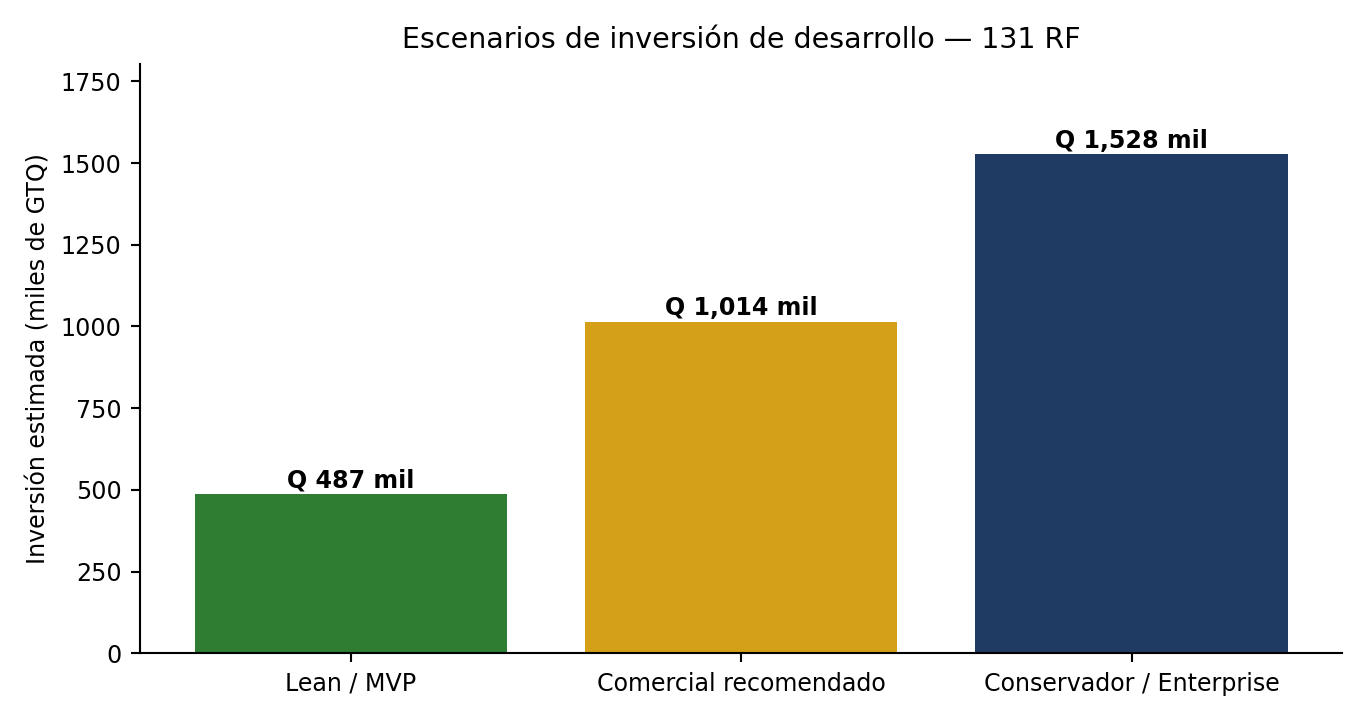 Escenarios de inversión de desarrollo — 131 RF
Inversión estimada (miles de GTQ)
1750
1500
1250
1000
750
500
250
0
Q 487 mil
Q 1,014 mil
Q 1,528 mil
Lean / MVP
Comercial recomendado
Conservador / Enterprise